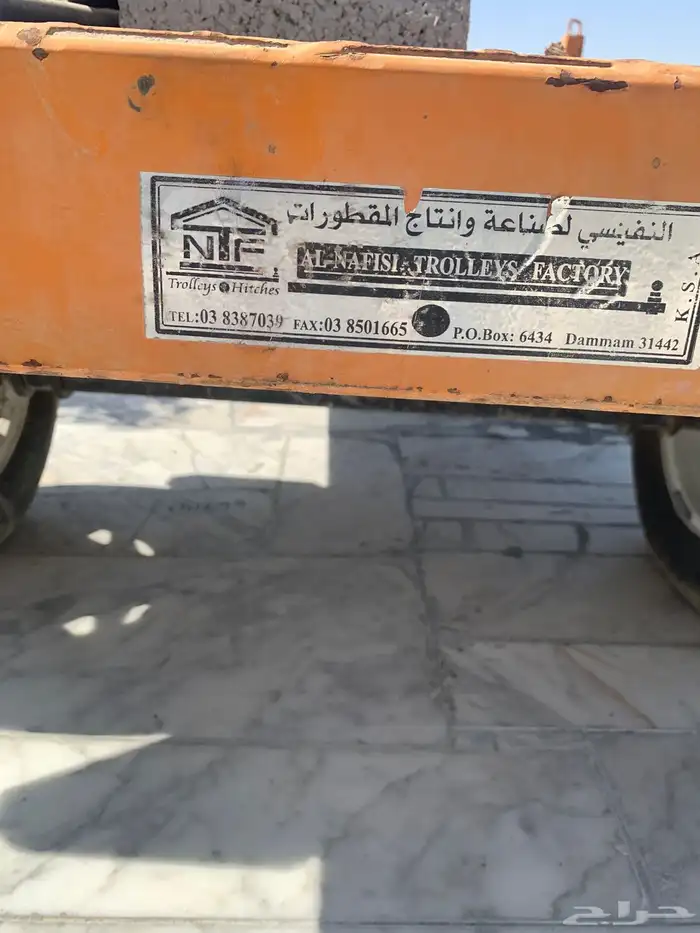 النفيسي لصناعة وانتاج المقطورات
NTF
AL-NAFISI TROLLEYS FACTORY
Trolleys & Hitches
K.S.A
TEL:03 8387039 FAX:03 8501665 P.O.Box: 6434 Dammam 31442
حراج